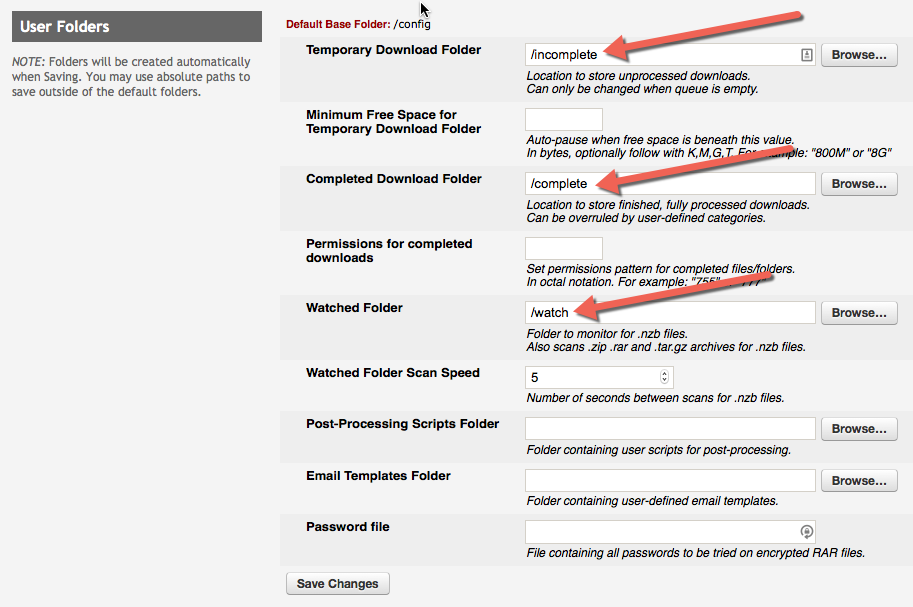 User Folders
NOTE: Folders will be created automatically
when Saving. You may use absolute paths to
save outside of the default folders.
Default Base Folder: /config
Temporary Download Folder
/incomplete
Browse...
Location to store unprocessed downloads.
Can only be changed when queue is empty.
Minimum Free Space for
Temporary Download Folder
Auto-pause when free space is beneath this value.
In bytes, optionally follow with K,M,G,T. For example: "800M" or "8G"
Completed Download Folder
/complete
Browse...
Location to store finished, fully processed downloads.
Can be overruled by user-defined categories.
Permissions for completed
downloads
Set permissions pattern for completed files/folders.
In octal notation. For example: "755" "777"
Watched Folder
/watch
Browse...
Folder to monitor for .nzb files.
Also scans .zip .rar and .tar.gz archives for .nzb files.
Watched Folder Scan Speed
5
Number of seconds between scans for .nzb files.
Post-Processing Scripts Folder
Browse...
Folder containing user scripts for post-processing.
Email Templates Folder
Browse...
Folder containing user-defined email templates.
Password file
File containing all passwords to be tried on encrypted RAR files.
Save Changes